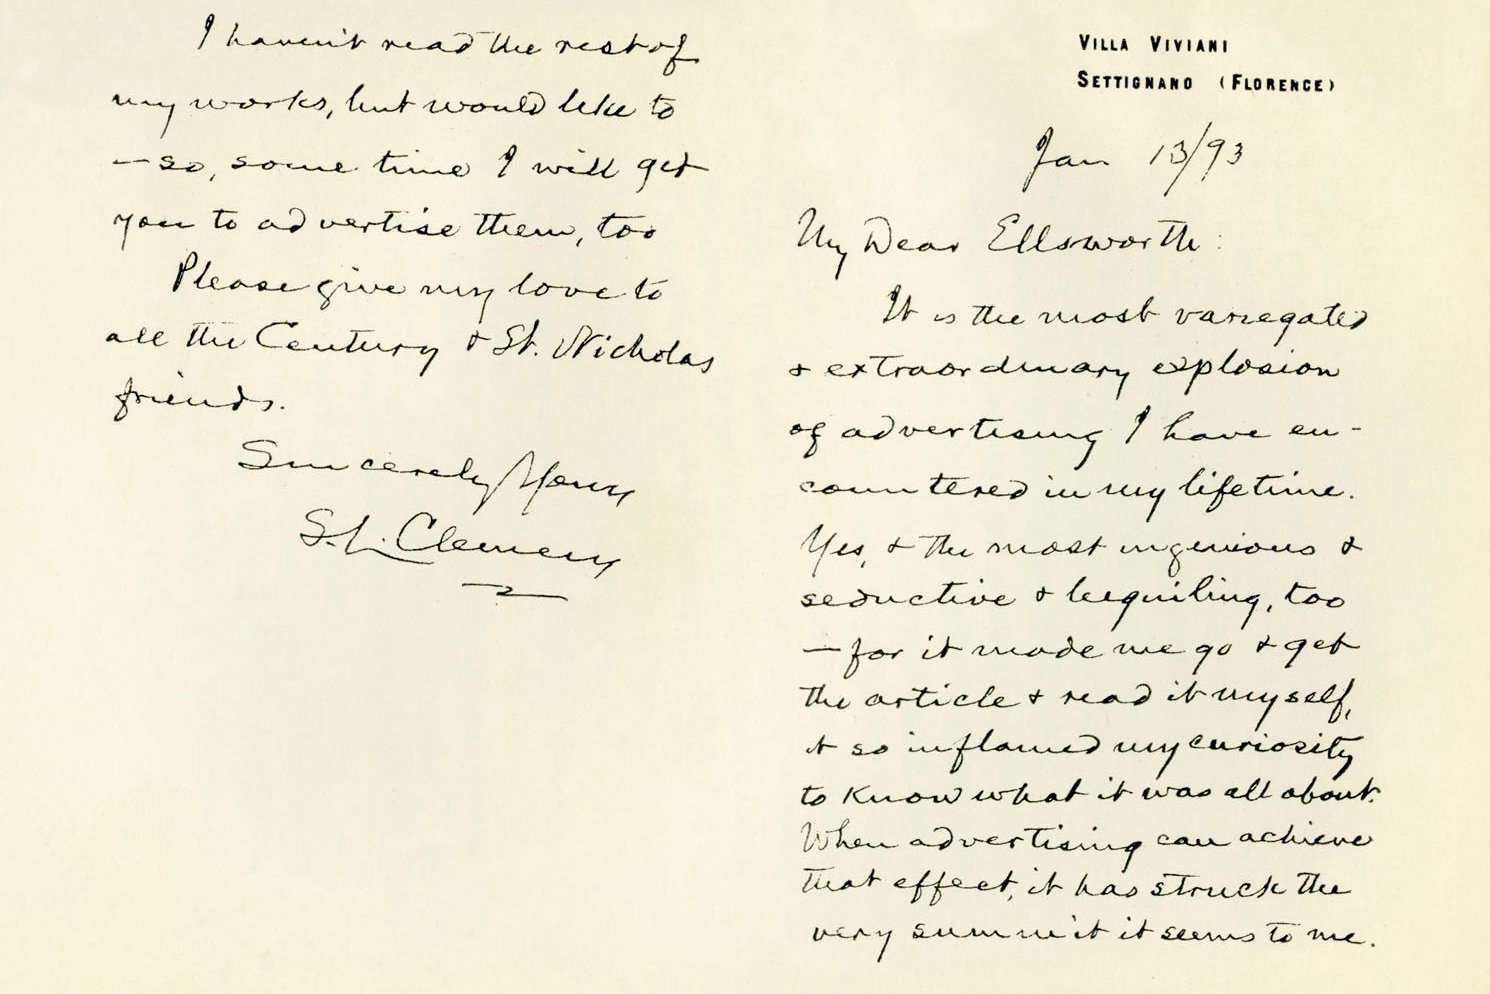 VILLA VIVIANI
SETTIGNANO (FLORENCE)
Jan 13/93
My Dear Ellsworth:
It is the most variegated
& extraordinary explosion
of advertising I have en-
countered in my lifetime.
Yes, & the most ingenious &
seductive & beguiling, too
—for it made me go & get
the article & read it myself,
it so inflamed my curiosity
to know what it was all about.
When advertising can achieve
that effect, it has struck the
very summit it seems to me.
I haven't read the rest of
my works, but would like to
—so, some time I will get
you to advertise them, too
Please give my love to
all the Century & St. Nicholas
friends.
Sincerely Yours
S. L. Clemens